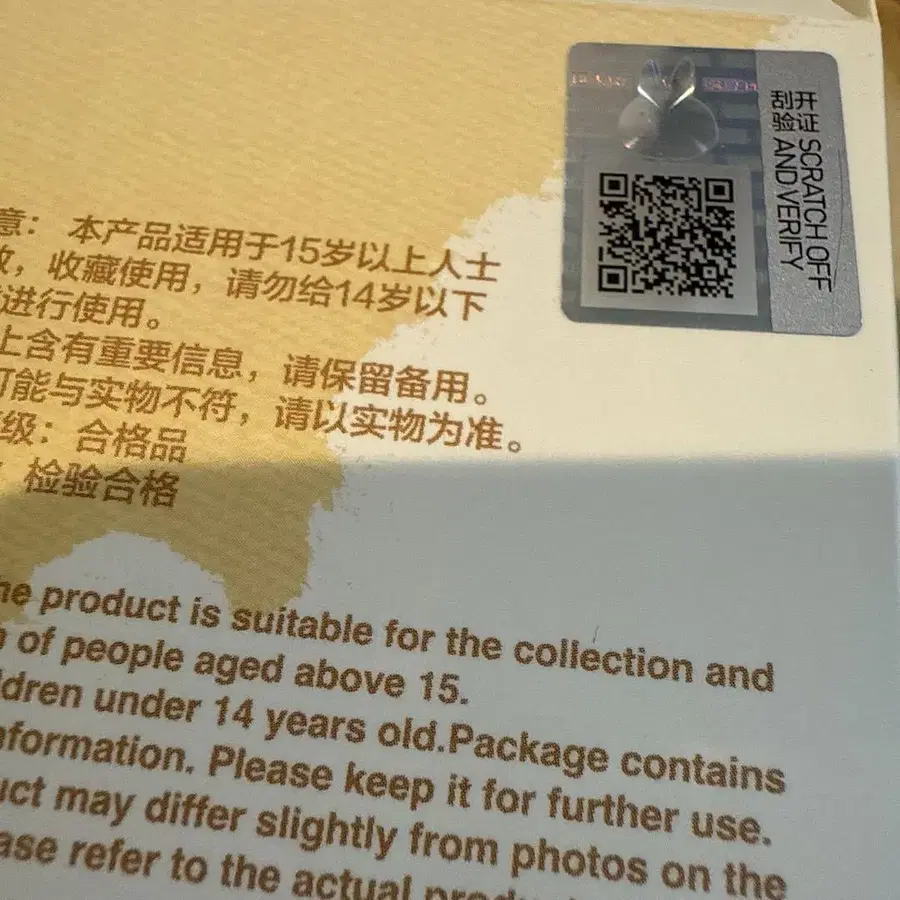 意：本产品适用于15岁以上人士
，收藏使用，请勿给14岁以下
进行使用。
上含有重要信息，请保留备用。
可能与实物不符，请以实物为准。
级：合格品
检验合格
he product is suitable for the collection and
of people aged above 15.
ldren under 14 years old.Package contains
nformation. Please keep it for further use.
uct may differ slightly from photos on the
ase refer to the actual
刮开
验证
SCRATCH OFF
AND VERIFY